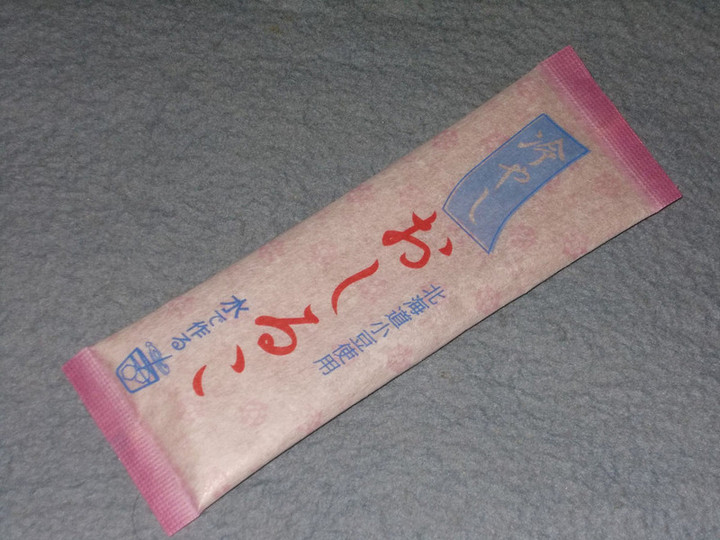 冷やし
おしるこ
北海道小豆使用
水で作る